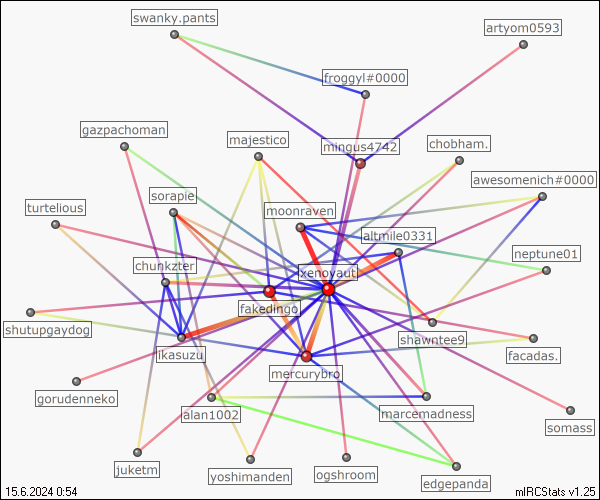 swanky.pants
artyom0593
froggyl#0000
gazpachoman
majestico
mingus4742
chobham.
awesomenich#0000
sorapie
turtelious
moonraven
altmile0331
chunkzter
xenoyaut
neptune01
fakedingo
shutupgaydog
ikasuzu
shawntee9
facadas.
mercurybro
gorudenneko
alan1002
marcemadness
somass
juketm
yoshimanden
ogshroom
edgepanda
15.6.2024 0:54
mIRCStats v1.25